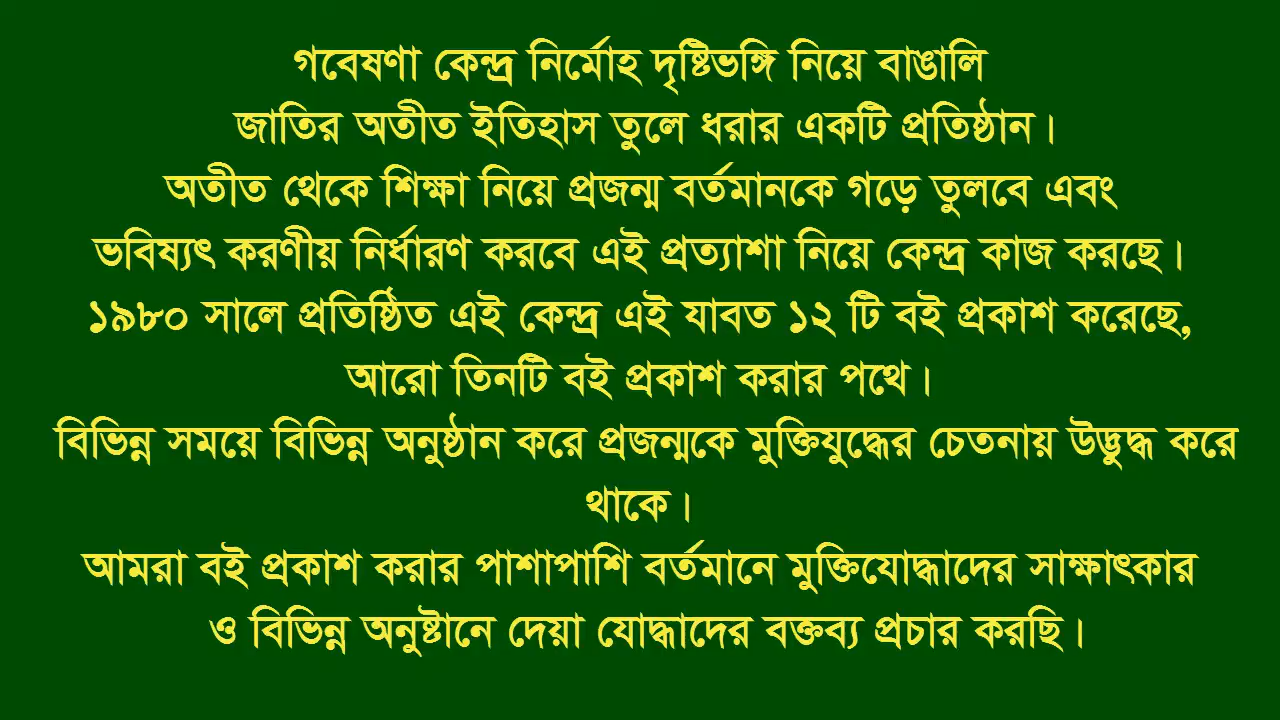 গবেষণা কেন্দ্র নির্মোহ দৃষ্টিভঙ্গি নিয়ে বাঙালি
জাতির অতীত ইতিহাস তুলে ধরার একটি প্রতিষ্ঠান।
অতীত থেকে শিক্ষা নিয়ে প্রজন্ম বর্তমানকে গড়ে তুলবে এবং
ভবিষ্যৎ করণীয় নির্ধারণ করবে এই প্রত্যাশা নিয়ে কেন্দ্র কাজ করছে।
১৯৮০ সালে প্রতিষ্ঠিত এই কেন্দ্র এই যাবত ১২ টি বই প্রকাশ করেছে,
আরো তিনটি বই প্রকাশ করার পথে।
বিভিন্ন সময়ে বিভিন্ন অনুষ্ঠান করে প্রজন্মকে মুক্তিযুদ্ধের চেতনায় উদ্ভুদ্ধ করে
থাকে।
আমরা বই প্রকাশ করার পাশাপাশি বর্তমানে মুক্তিযোদ্ধাদের সাক্ষাৎকার
ও বিভিন্ন অনুষ্টানে দেয়া যোদ্ধাদের বক্তব্য প্রচার করছি।